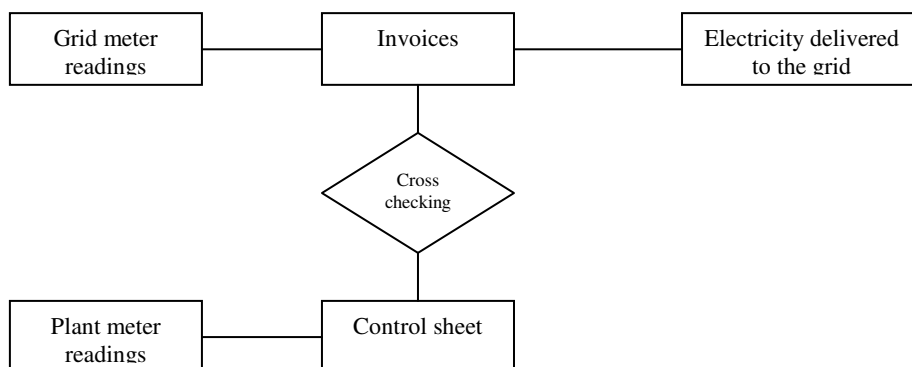 Grid meter
readings
Invoices
Electricity delivered
to the grid
Cross
checking
Plant meter
readings
Control sheet